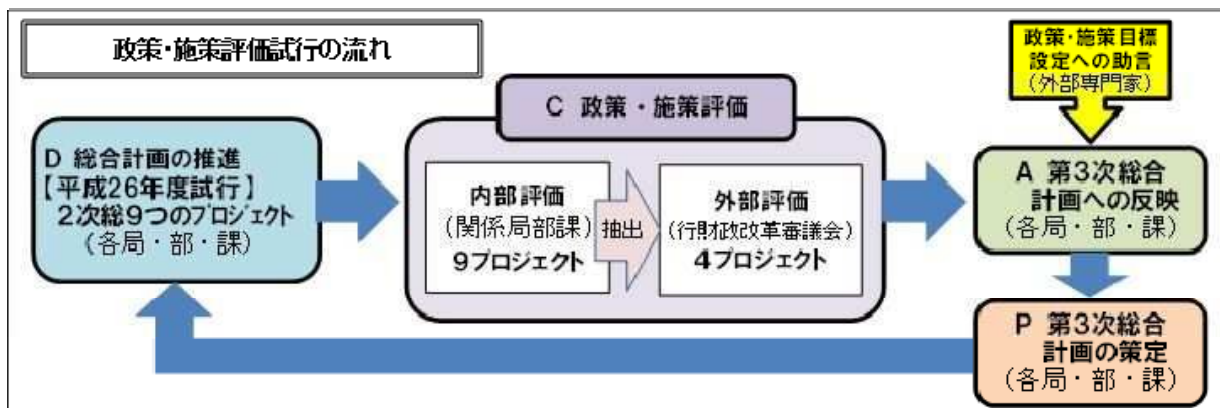 政策・施策評価試行の流れ
政策・施策目標
設定への助言
(外部専門家)
C 政策・施策評価
D 総合計画の推進
【平成26年度試行】
2次総9つのプロジェクト
(各局・部・課)
内部評価
(関係局部課)
9プロジェクト
抽出
外部評価
(行財政改革審議会)
4プロジェクト
A 第3次総合
計画への反映
(各局・部・課)
P 第3次総合
計画の策定
(各局・部・課)